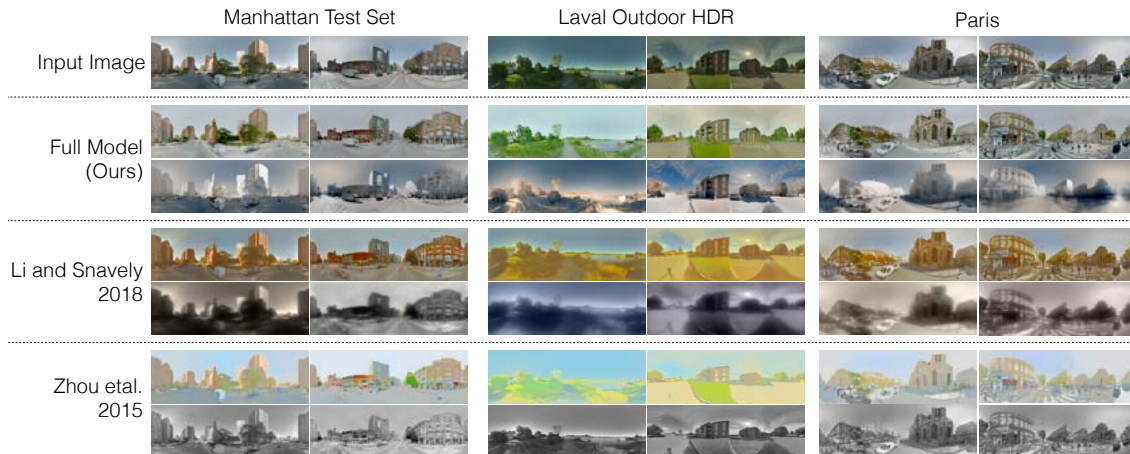 Manhattan Test Set
Laval Outdoor HDR
Paris
Input Image
Full Model
(Ours)
Li and Snavely
2018
Zhou etal.
2015